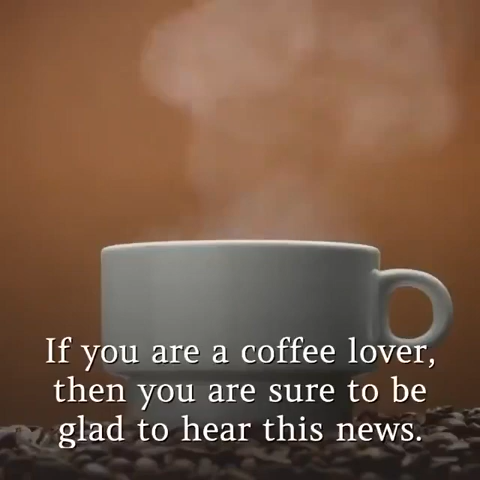 If you are a coffee lover,
then you are sure to be
glad to hear this news.